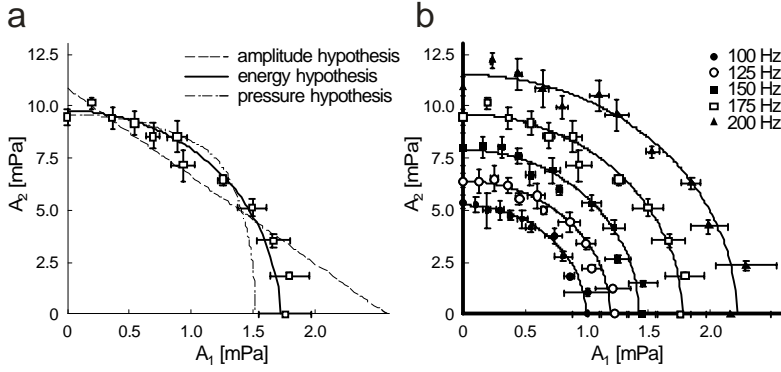 a
12.5
10.0
7.5
5.0
2.5
0
A2 [mPa]
0
0.5
1.0
1.5
2.0
A1 [mPa]
amplitude hypothesis
energy hypothesis
pressure hypothesis
b
12.5
10.0
7.5
5.0
2.5
0
A2 [mPa]
0
0.5
1.0
1.5
2.0
A1 [mPa]
100 Hz
125 Hz
150 Hz
175 Hz
200 Hz